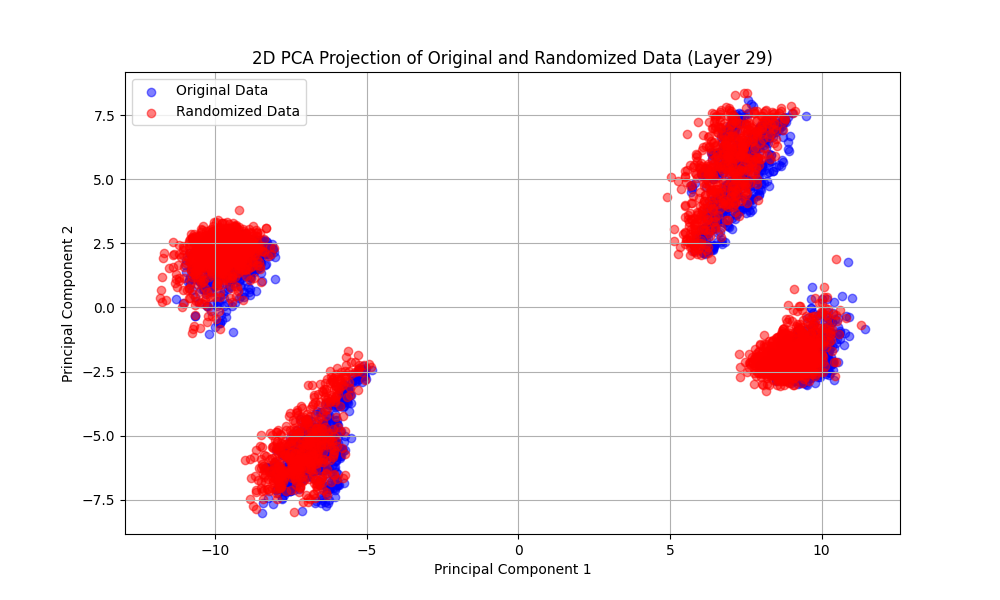 2D PCA Projection of Original and Randomized Data (Layer 29)
Original Data
Randomized Data
7.5
5.0
2.5
0.0
−2.5
−5.0
−7.5
Principal Component 2
−10
−5
0
5
10
Principal Component 1